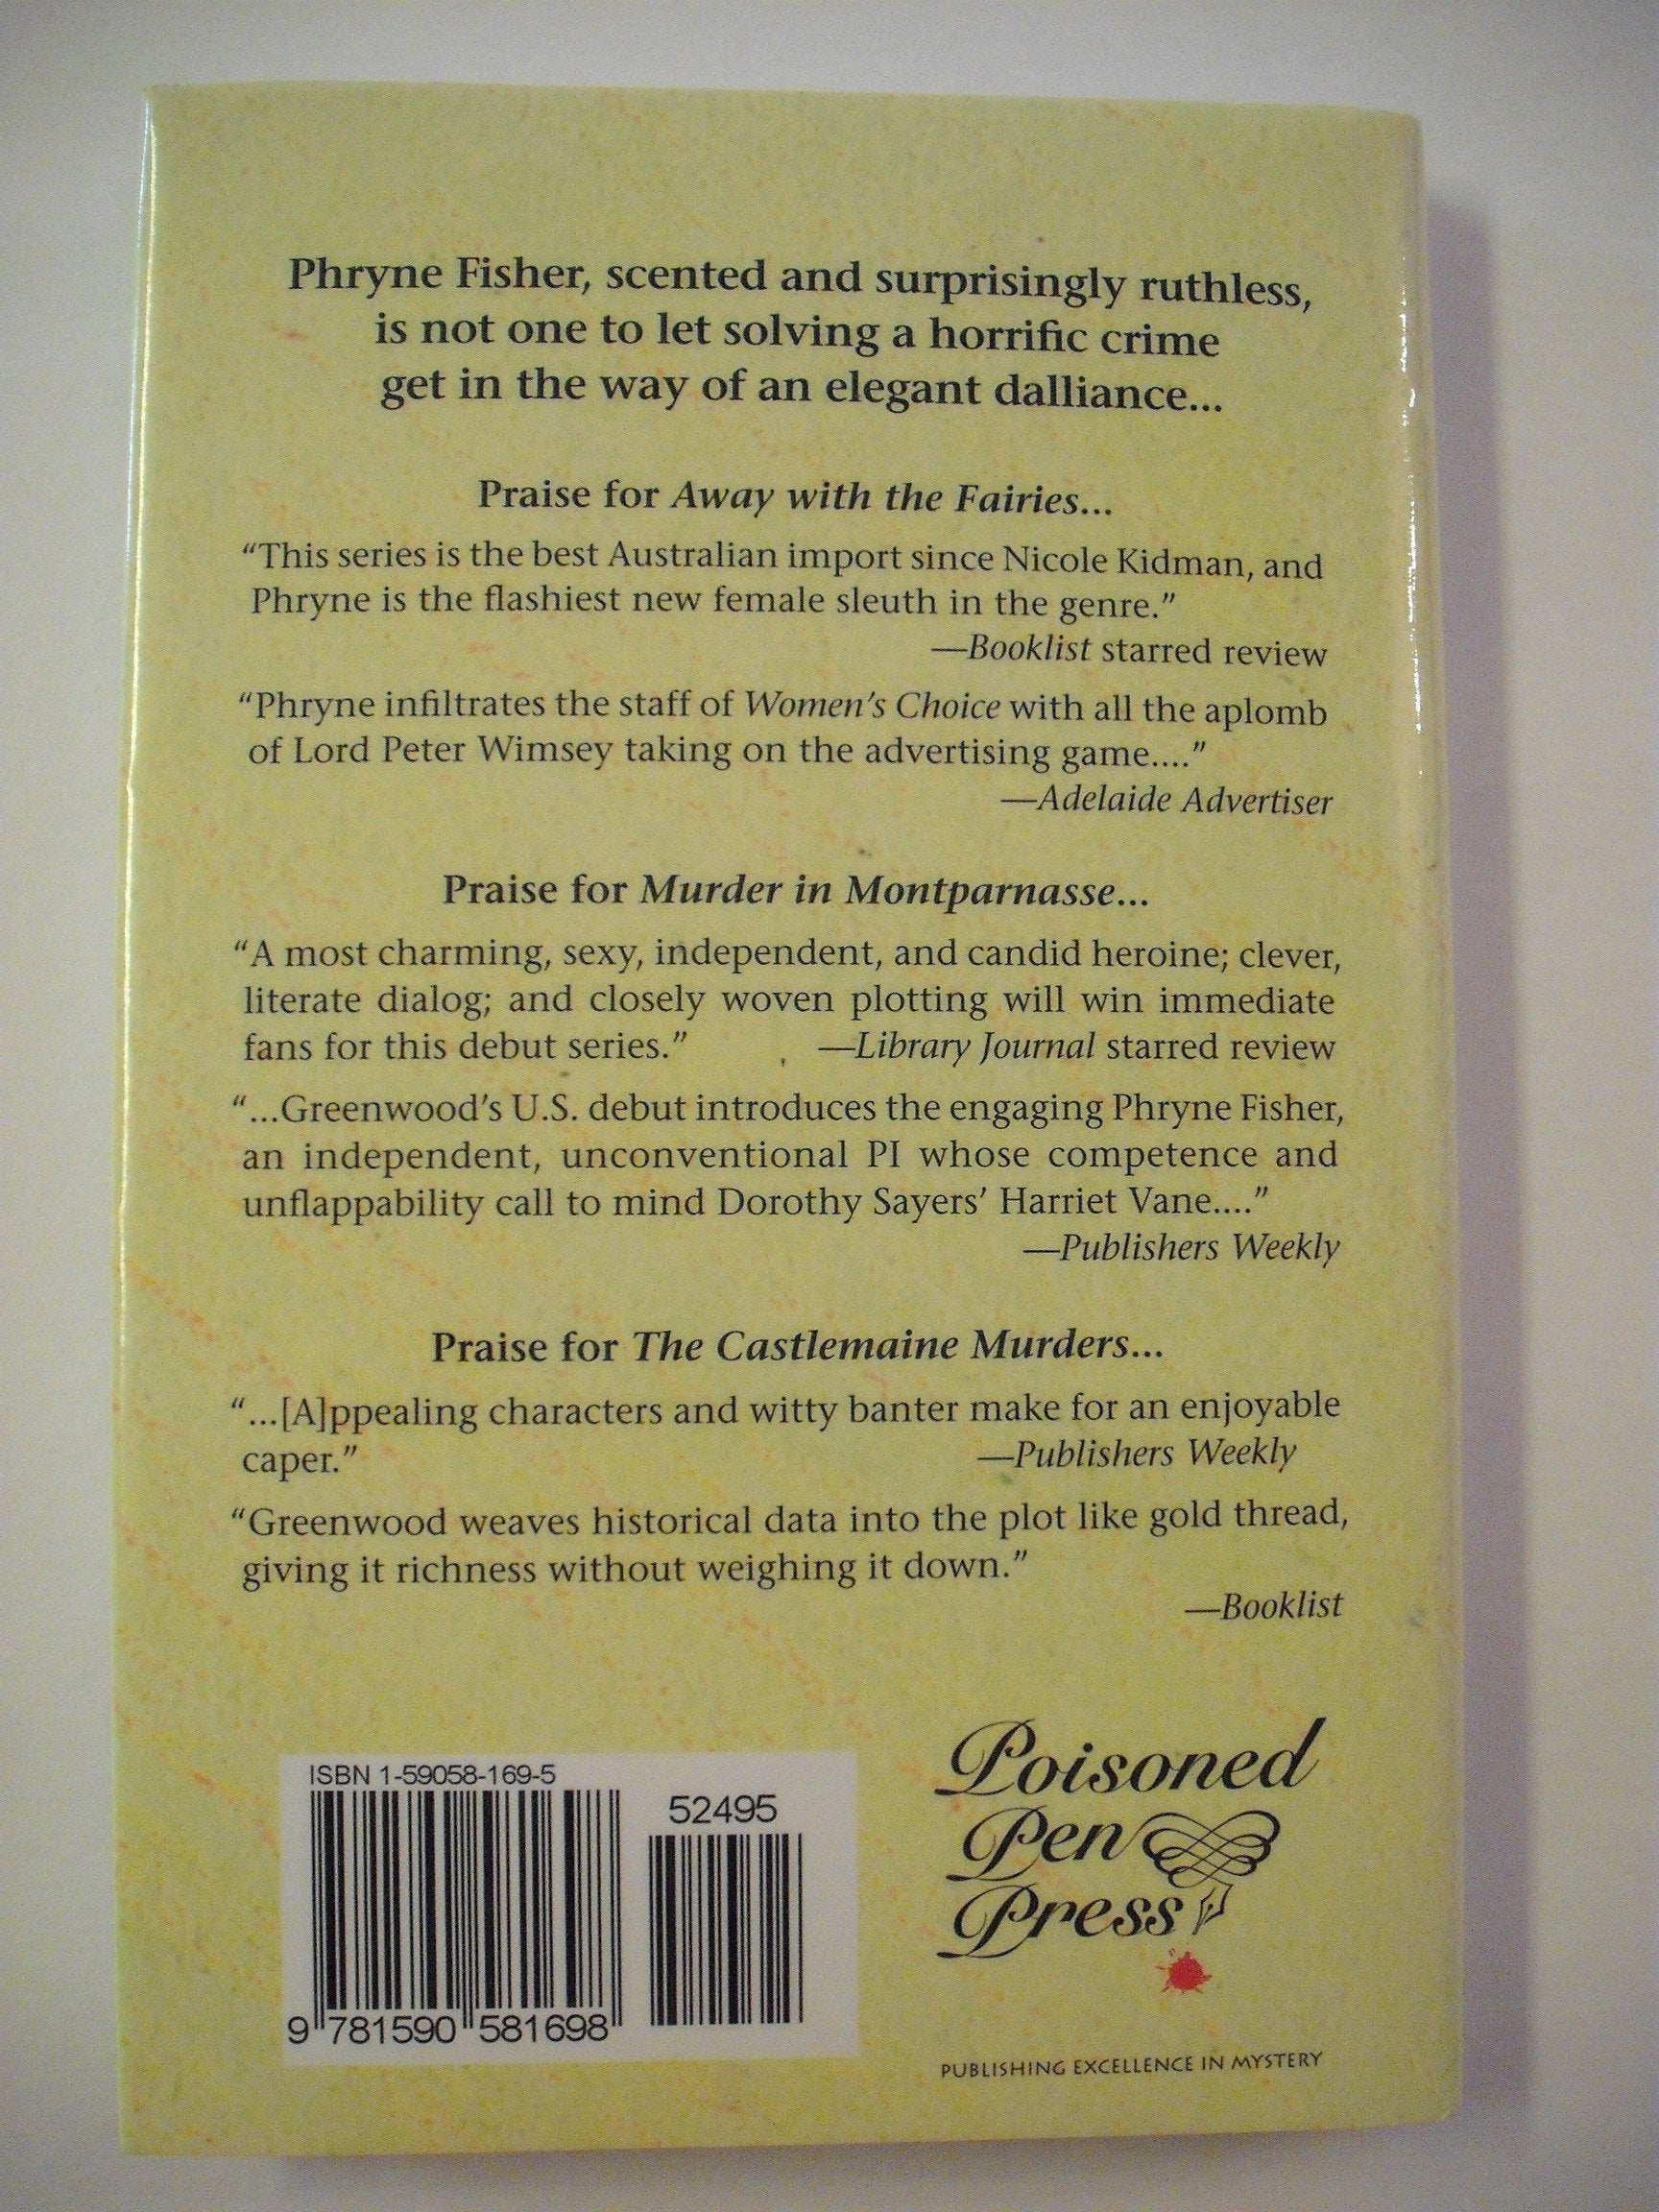 Phryne Fisher, scented and surprisingly ruthless,
is not one to let solving a horrific crime
get in the way of an elegant dalliance...
Praise for Away with the Fairies...
“This series is the best Australian import since Nicole Kidman, and
Phryne is the flashiest new female sleuth in the genre.”
—Booklist starred review
“Phryne infiltrates the staff of Women’s Choice with all the aplomb
of Lord Peter Wimsey taking on the advertising game....”
—Adelaide Advertiser
Praise for Murder in Montparnasse...
“A most charming, sexy, independent, and candid heroine; clever,
literate dialog; and closely woven plotting will win immediate
fans for this debut series.” —Library Journal starred review
“...Greenwood’s U.S. debut introduces the engaging Phryne Fisher,
an independent, unconventional PI whose competence and
unflappability call to mind Dorothy Sayers’ Harriet Vane....”
—Publishers Weekly
Praise for The Castlemaine Murders...
“...[A]ppealing characters and witty banter make for an enjoyable
caper.” —Publishers Weekly
“Greenwood weaves historical data into the plot like gold thread,
giving it richness without weighing it down.”
—Booklist
ISBN 1-59058-169-5
52495
9 781590 581698
Poisoned
Pen
Press
PUBLISHING EXCELLENCE IN MYSTERY